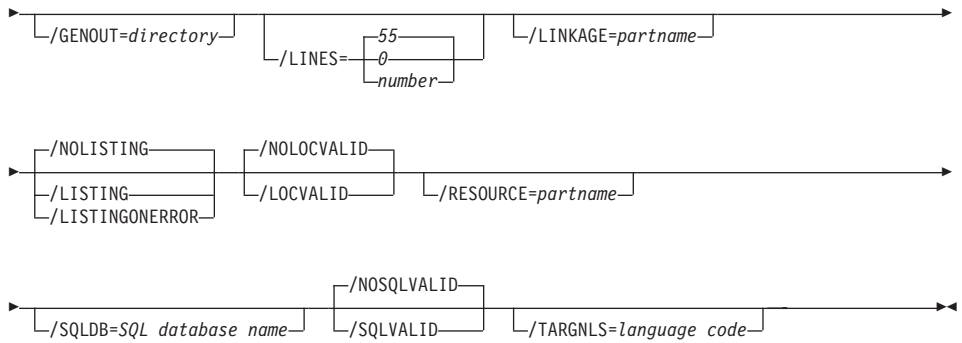 /GENOUT=directory
/LINES=
55
0
number
/LINKAGE=partname
/NOLISTING
/LISTING
/LISTINGONERROR
/NOLOCVALID
/LOCVALID
/RESOURCE=partname
/SQLDB=SQL database name
/NOSQLVALID
/SQLVALID
/TARGNLS=language code